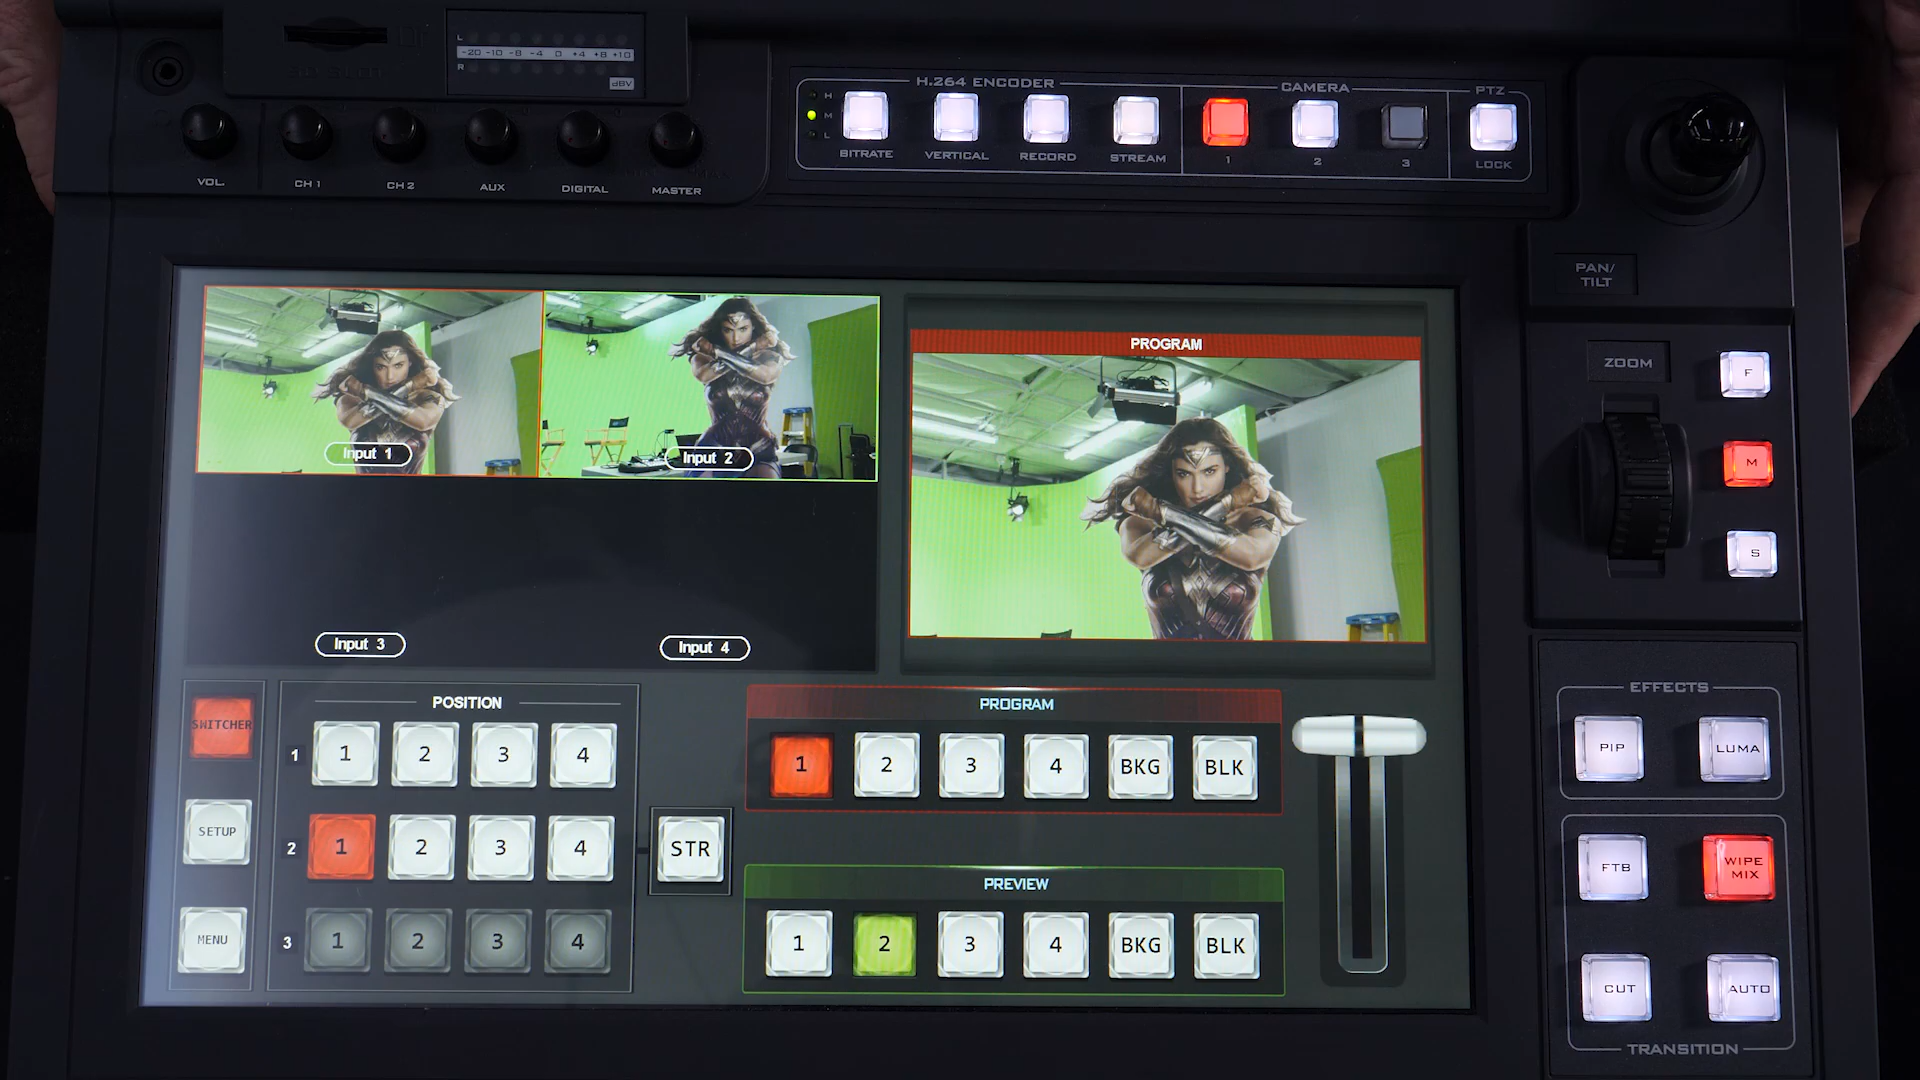 L
-20 -10 -8 -4 0 +4 +8 +10
R
dBV
VOL.
CH 1
CH 2
AUX
DIGITAL
MASTER
H.264 ENCODER
H
M
L
BITRATE
VERTICAL
RECORD
STREAM
CAMERA
1
2
3
PTZ
LOCK
PAN/
TILT
ZOOM
F
M
S
Input 1
Input 2
Input 3
Input 4
PROGRAM
SWITCHER
SETUP
MENU
POSITION
1 1 2 3 4
2 1 2 3 4
3 1 2 3 4
STR
PROGRAM
1 2 3 4 BKG BLK
PREVIEW
1 2 3 4 BKG BLK
EFFECTS
PIP
LUMA
FTB
WIPE
MIX
CUT
AUTO
TRANSITION